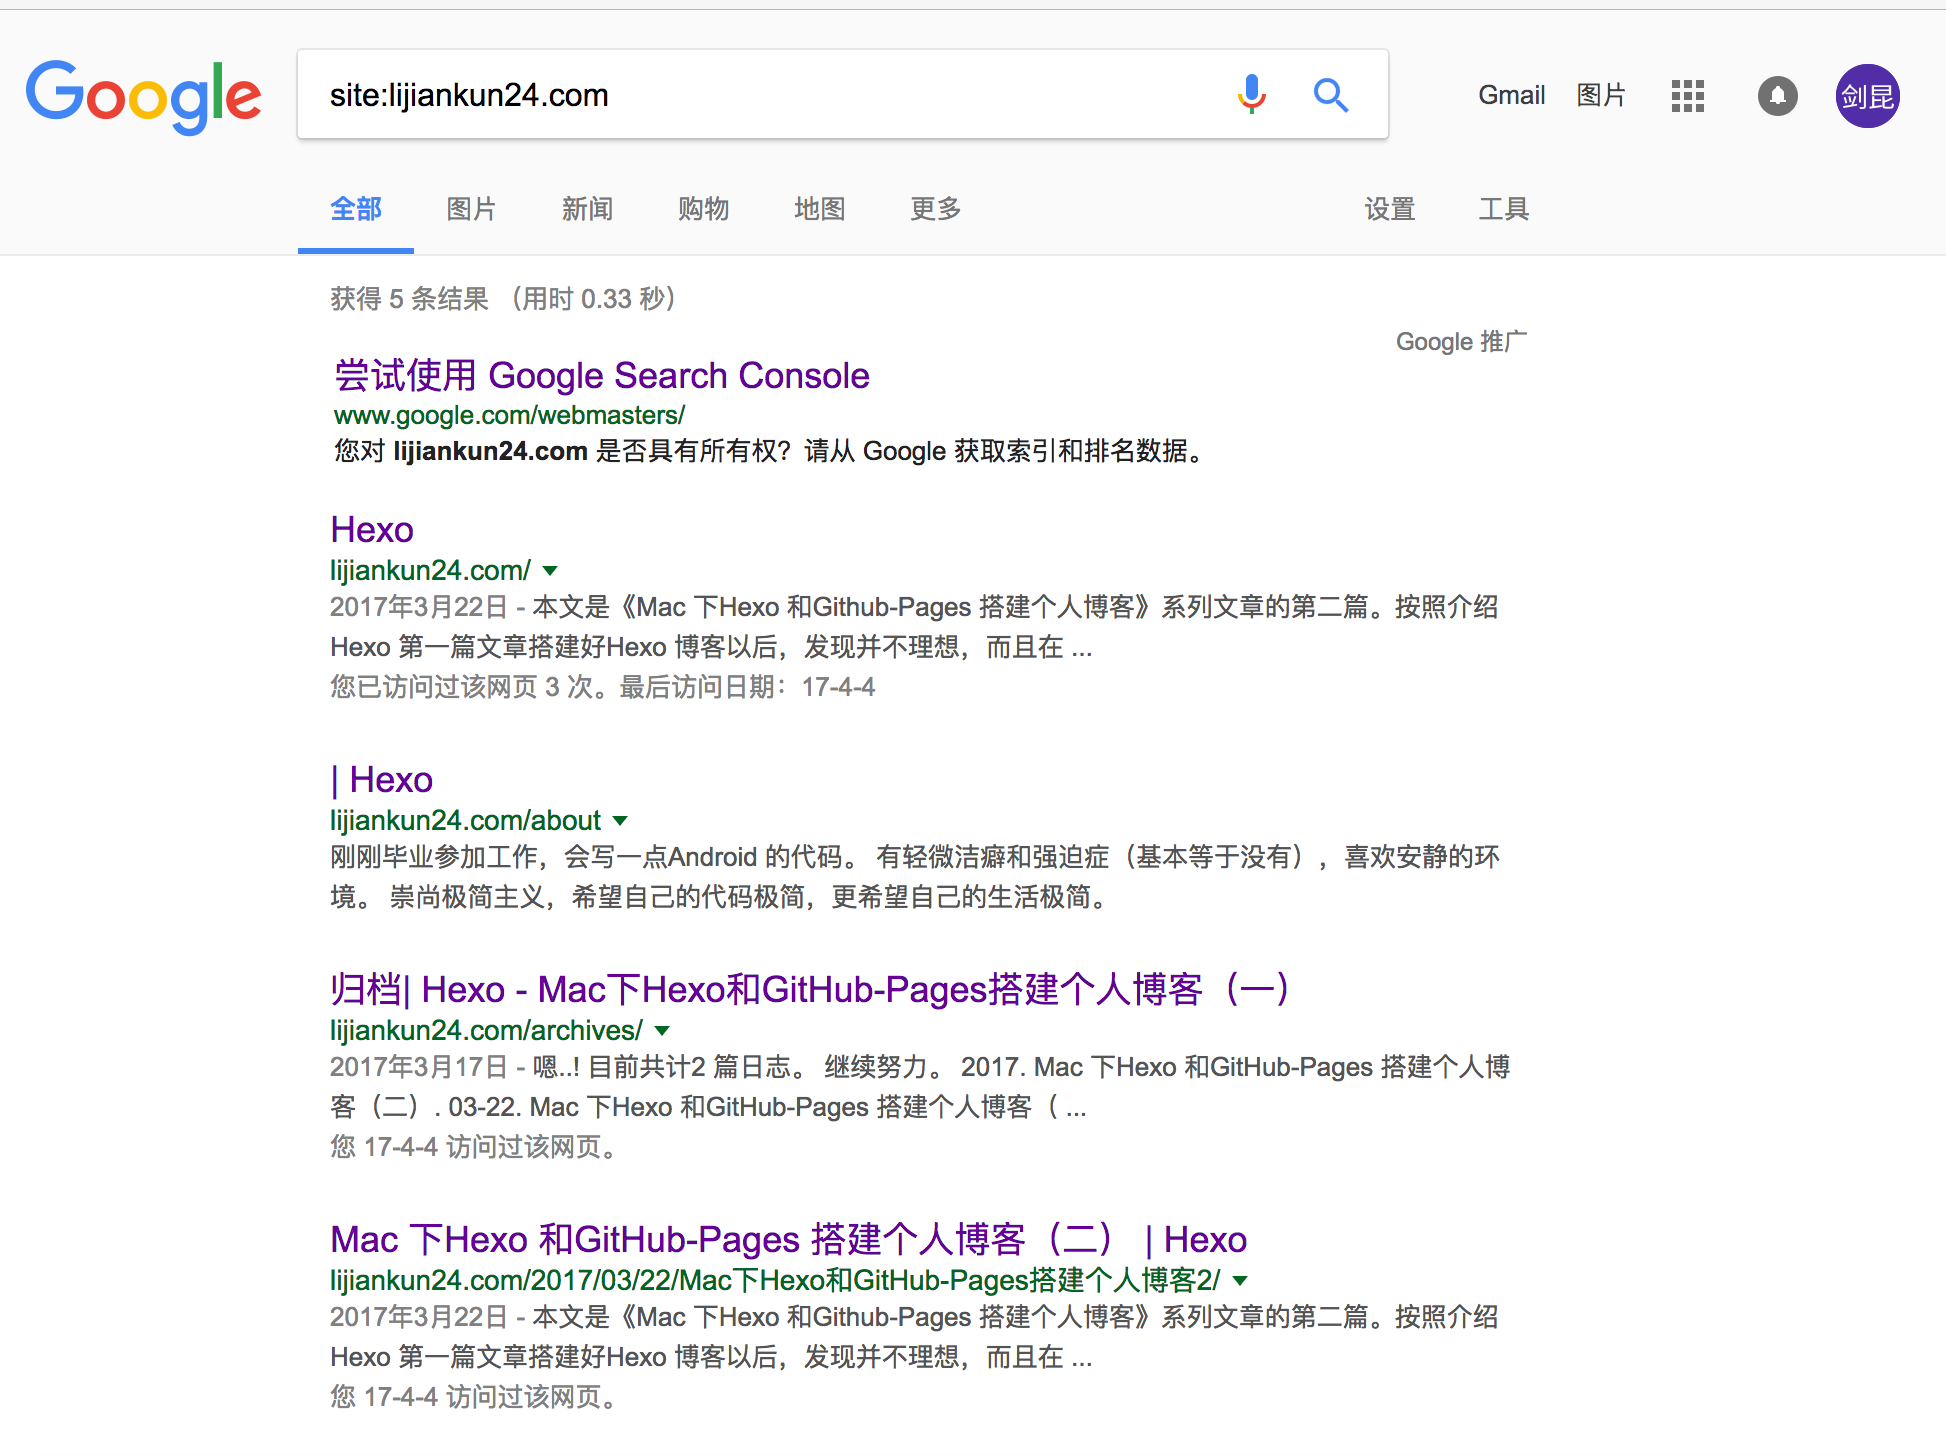 Google
site:lijiankun24.com
Gmail 图片 剑昆
全部 图片 新闻 购物 地图 更多 设置 工具
获得 5 条结果 （用时 0.33 秒）
Google 推广
尝试使用 Google Search Console
www.google.com/webmasters/
您对 lijiankun24.com 是否具有所有权？请从 Google 获取索引和排名数据。
Hexo
lijiankun24.com/
2017年3月22日 - 本文是《Mac 下Hexo 和Github-Pages 搭建个人博客》系列文章的第二篇。按照介绍
Hexo 第一篇文章搭建好Hexo 博客以后，发现并不理想，而且在 ...
您已访问过该网页 3 次。最后访问日期：17-4-4
| Hexo
lijiankun24.com/about
刚刚毕业参加工作，会写一点Android 的代码。 有轻微洁癖和强迫症（基本等于没有），喜欢安静的环
境。 崇尚极简主义，希望自己的代码极简，更希望自己的生活极简。
归档| Hexo - Mac下Hexo和GitHub-Pages搭建个人博客（一）
lijiankun24.com/archives/
2017年3月17日 - 嗯..! 目前共计2 篇日志。 继续努力。 2017. Mac 下Hexo 和GitHub-Pages 搭建个人博
客（二）. 03-22. Mac 下Hexo 和GitHub-Pages 搭建个人博客（ ...
您 17-4-4 访问过该网页。
Mac 下Hexo 和GitHub-Pages 搭建个人博客（二） | Hexo
lijiankun24.com/2017/03/22/Mac下Hexo和GitHub-Pages搭建个人博客2/
2017年3月22日 - 本文是《Mac 下Hexo 和Github-Pages 搭建个人博客》系列文章的第二篇。按照介绍
Hexo 第一篇文章搭建好Hexo 博客以后，发现并不理想，而且在 ...
您 17-4-4 访问过该网页。